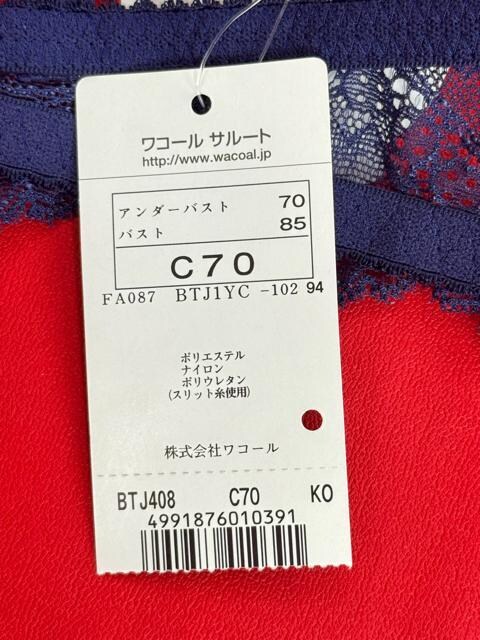 ワコール サルート
http://www.wacoal.jp
アンダーバスト 70
バスト 85
C70
FA087 BTJ1YC -102 94
ポリエステル
ナイロン
ポリウレタン
(スリット糸使用)
株式会社ワコール
BTJ408 C70 KO
4991876010391